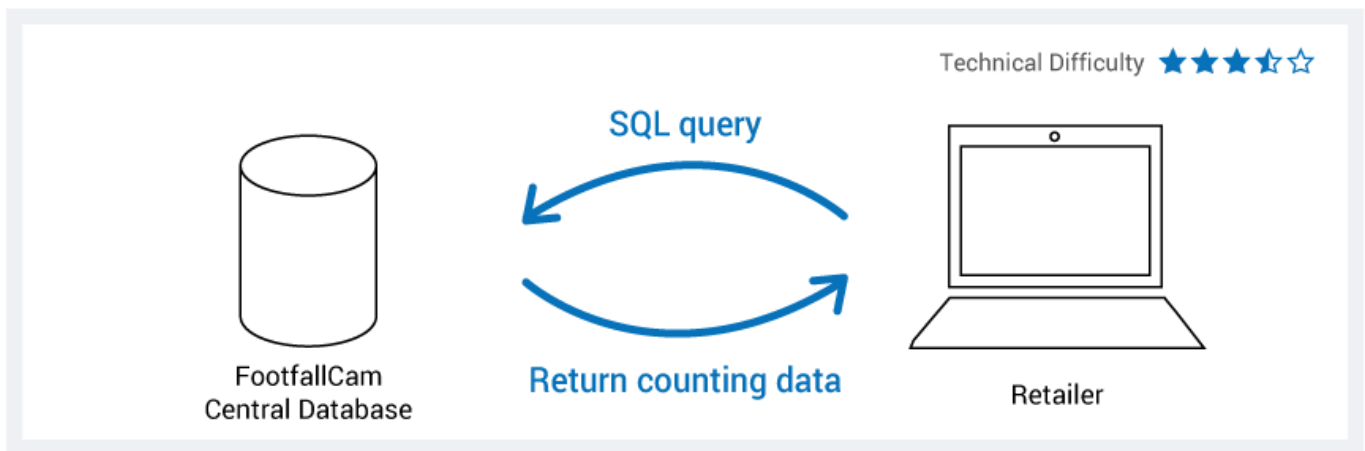 Technical Difficulty
SQL query
FootfallCam
Central Database
Return counting data
Retailer